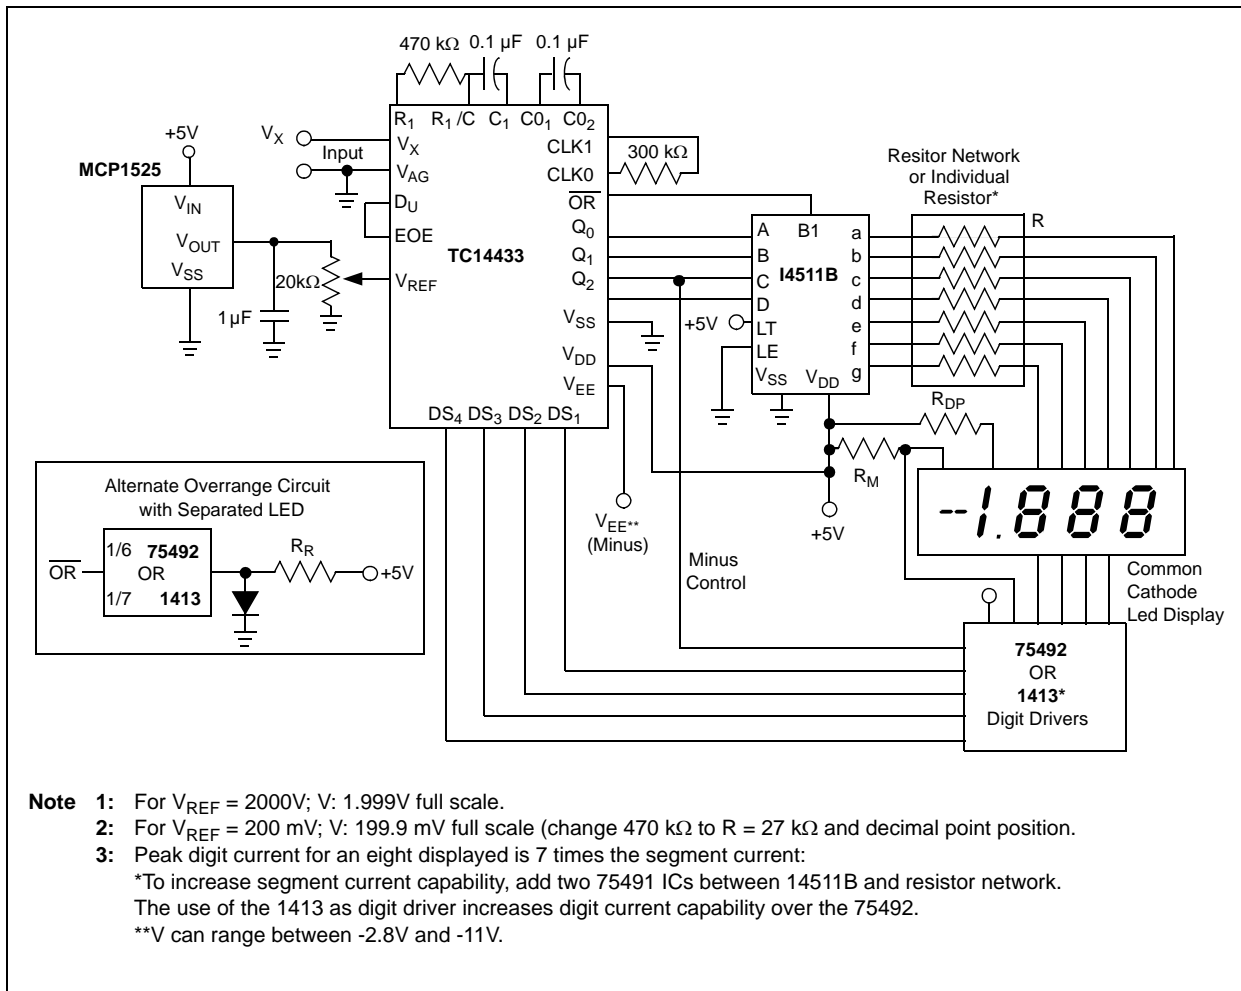 470 kΩ 0.1 µF 0.1 µF
R1 R1 /C C1 C01 C02
+5V
VX
VX
CLK1
Input
300 kΩ
MCP1525
VAG
CLK0
Resitor Network
or Individual
Resistor*
VIN
DU
OR
R
VOUT
EOE
Q0
A B1 a
TC14433
Q1
B b
VSS
20kΩ
VREF
Q2
C I4511B c
D d
1µF
VSS
+5V
LT e
LE f
VDD
VSS VDD g
VEE
DS4 DS3 DS2 DS1
RDP
RM
Alternate Overrange Circuit
with Separated LED
-1.888
VEE**
(Minus)
+5V
1/6 75492
RR
OR
OR
+5V
1/7 1413
Minus
Control
Common
Cathode
Led Display
75492
OR
1413*
Digit Drivers
Note 1: For VREF = 2000V; V: 1.999V full scale.
2: For VREF = 200 mV; V: 199.9 mV full scale (change 470 kΩ to R = 27 kΩ and decimal point position.
3: Peak digit current for an eight displayed is 7 times the segment current:
*To increase segment current capability, add two 75491 ICs between 14511B and resistor network.
The use of the 1413 as digit driver increases digit current capability over the 75492.
**V can range between -2.8V and -11V.